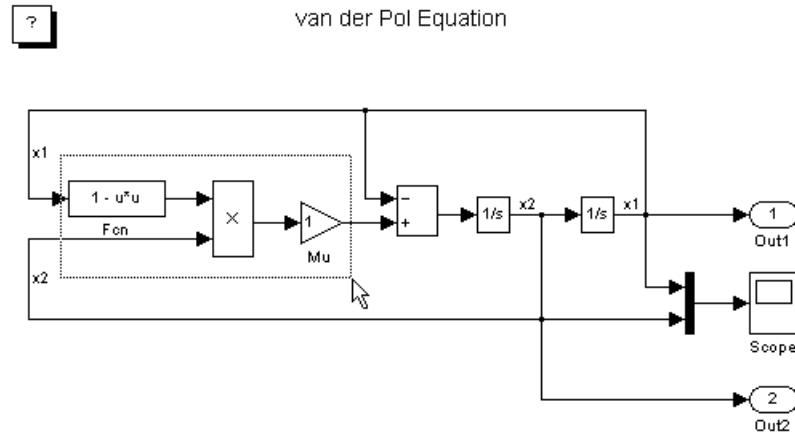 ?
van der Pol Equation
x1
1 - u*u
Fcn
×
1
Mu
−
+
1/s
x2
1/s
x1
1
Out1
x2
Scope
2
Out2